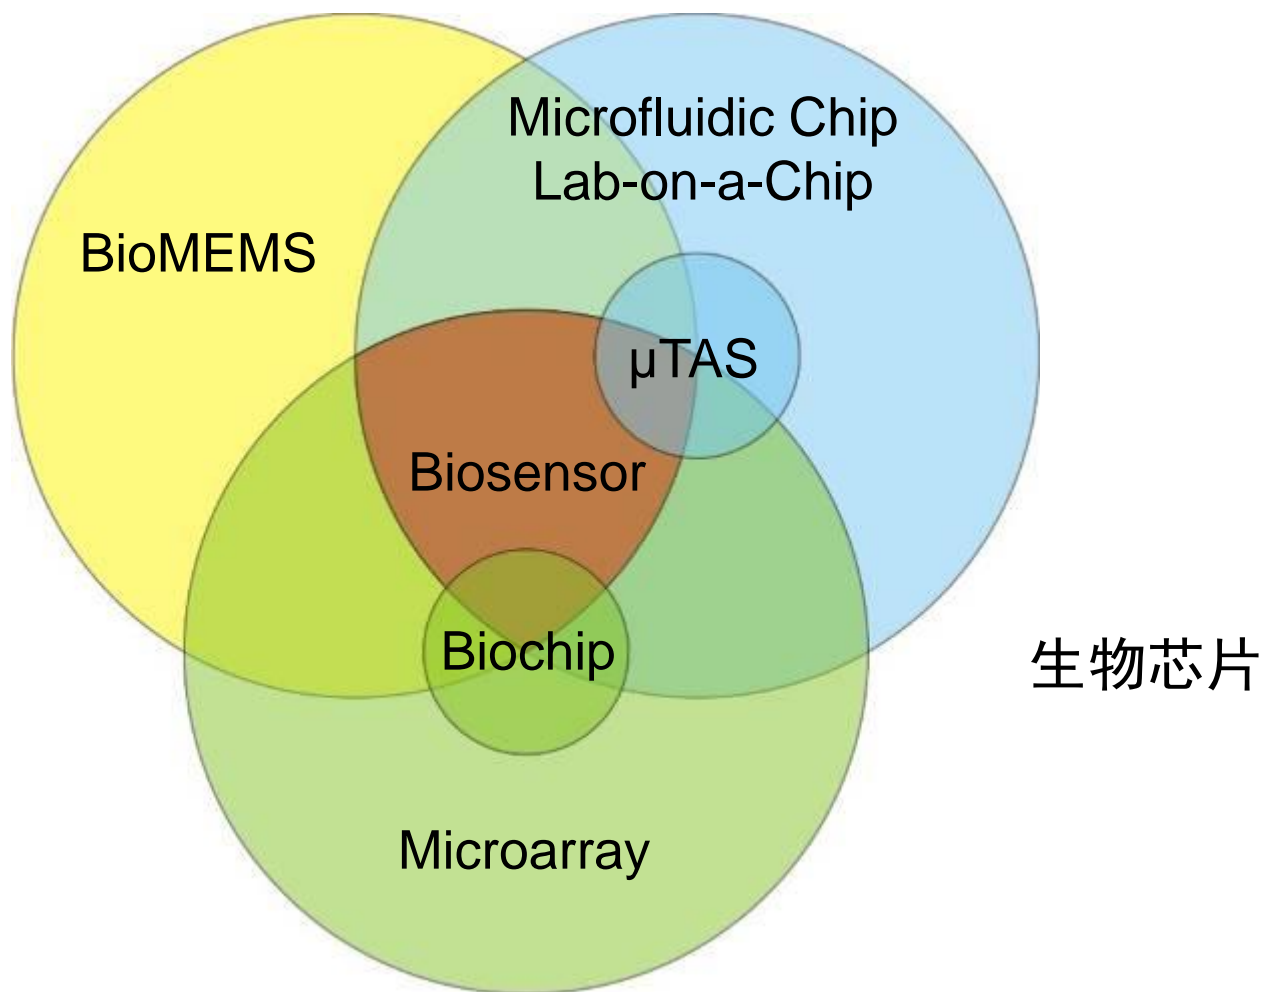 Microfluidic Chip
Lab-on-a-Chip
BioMEMS
μTAS
Biosensor
Biochip
生物芯片
Microarray